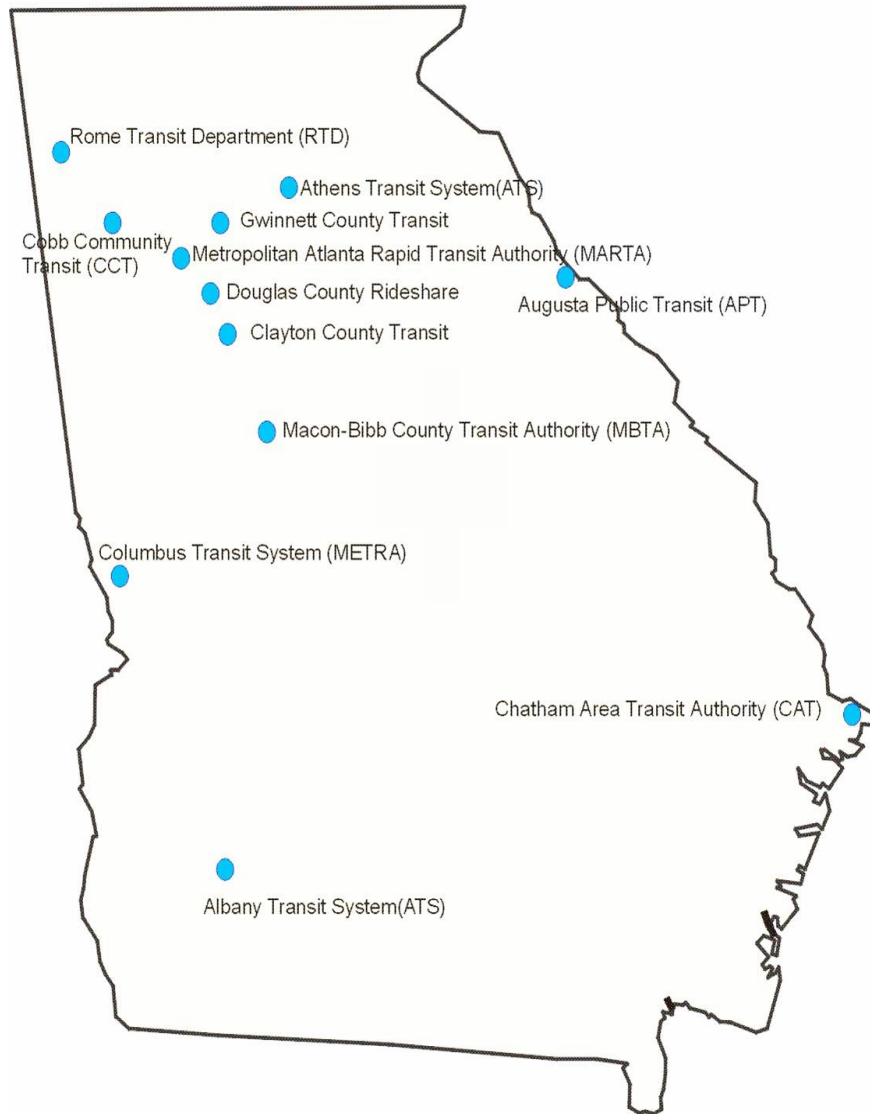 Rome Transit Department (RTD)
Athens Transit System(ATS)
Gwinnett County Transit
Cobb Community
Transit (CCT)
Metropolitan Atlanta Rapid Transit Authority (MARTA)
Douglas County Rideshare
Augusta Public Transit (APT)
Clayton County Transit
Macon-Bibb County Transit Authority (MBTA)
Columbus Transit System (METRA)
Chatham Area Transit Authority (CAT)
Albany Transit System(ATS)